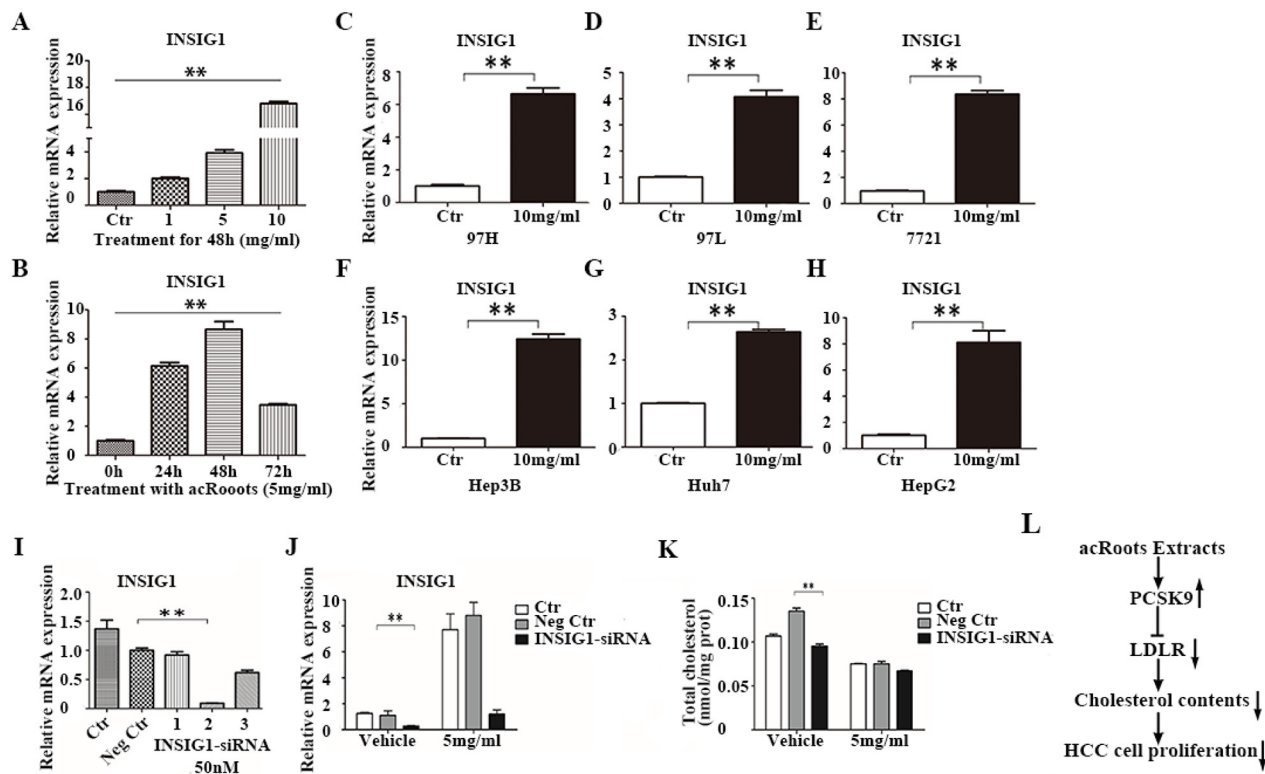 A
INSIG1
Relative mRNA expression
20
16
4
2
0
**
Ctr 1 5 10
Treatment for 48h (mg/ml)
B
INSIG1
Relative mRNA expression
10
8
6
4
2
0
**
0h 24h 48h 72h
Treatment with acRooots (5mg/ml)
C
INSIG1
Relative mRNA expression
8
6
4
2
0
**
Ctr 10mg/ml
97H
D
INSIG1
5
4
3
2
1
0
**
Ctr 10mg/ml
97L
E
INSIG1
10
8
6
4
2
0
**
Ctr 10mg/ml
7721
F
INSIG1
Relative mRNA expression
15
10
5
0
**
Ctr 10mg/ml
Hep3B
G
INSIG1
3
2
1
0
**
Ctr 10mg/ml
Huh7
H
INSIG1
10
8
6
4
2
0
**
Ctr 10mg/ml
HepG2
I
INSIG1
Relative mRNA expression
2.0
1.5
1.0
0.5
0
**
Ctr Neg Ctr 1 2 3
INSIG1-siRNA
50nM
J
INSIG1
Relative mRNA expression
10
8
6
4
2
0
**
Vehicle 5mg/ml
Ctr
Neg Ctr
INSIG1-siRNA
K
Total cholesterol
(nmol/mg prot)
0.15
0.10
0.05
0
**
Vehicle 5mg/ml
Ctr
Neg Ctr
INSIG1-siRNA
L
acRoots Extracts
PCSK9
LDLR
Cholesterol contents
HCC cell proliferation